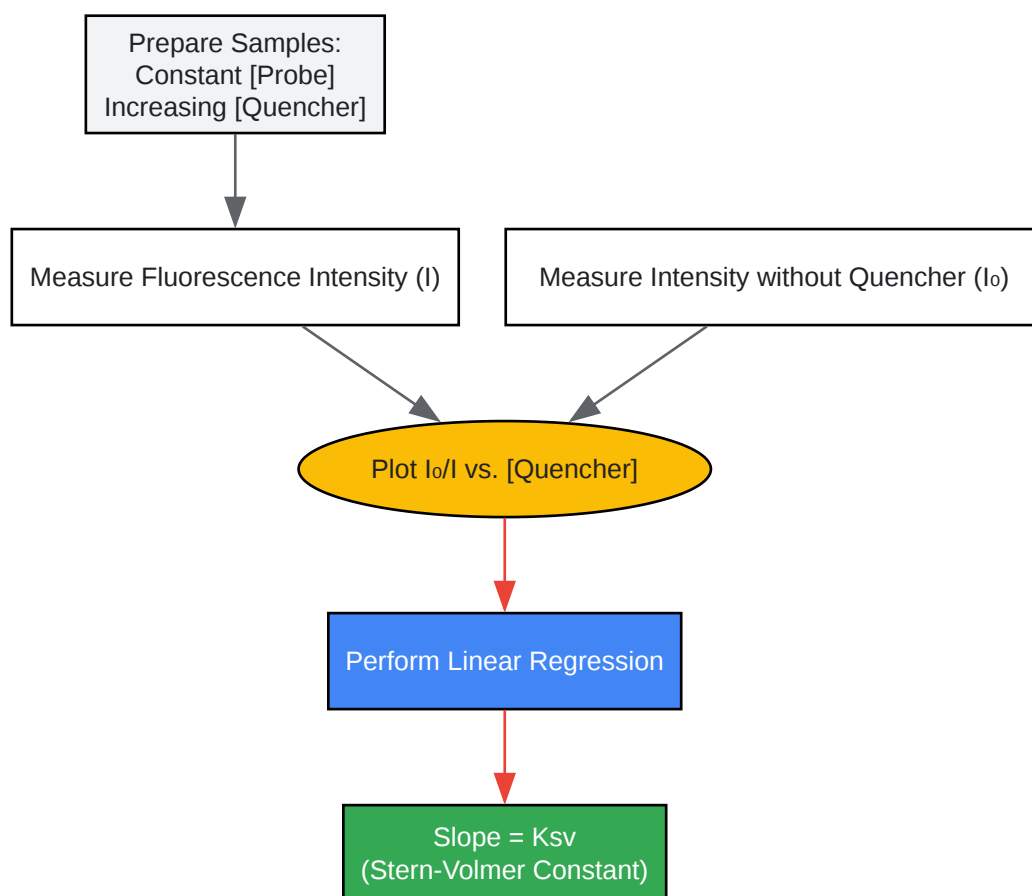 Prepare Samples:
Constant [Probe]
Increasing [Quencher]
Measure Fluorescence Intensity (I)
Measure Intensity without Quencher (I₀)
Plot I₀/I vs. [Quencher]
Perform Linear Regression
Slope = Ksv
(Stern-Volmer Constant)